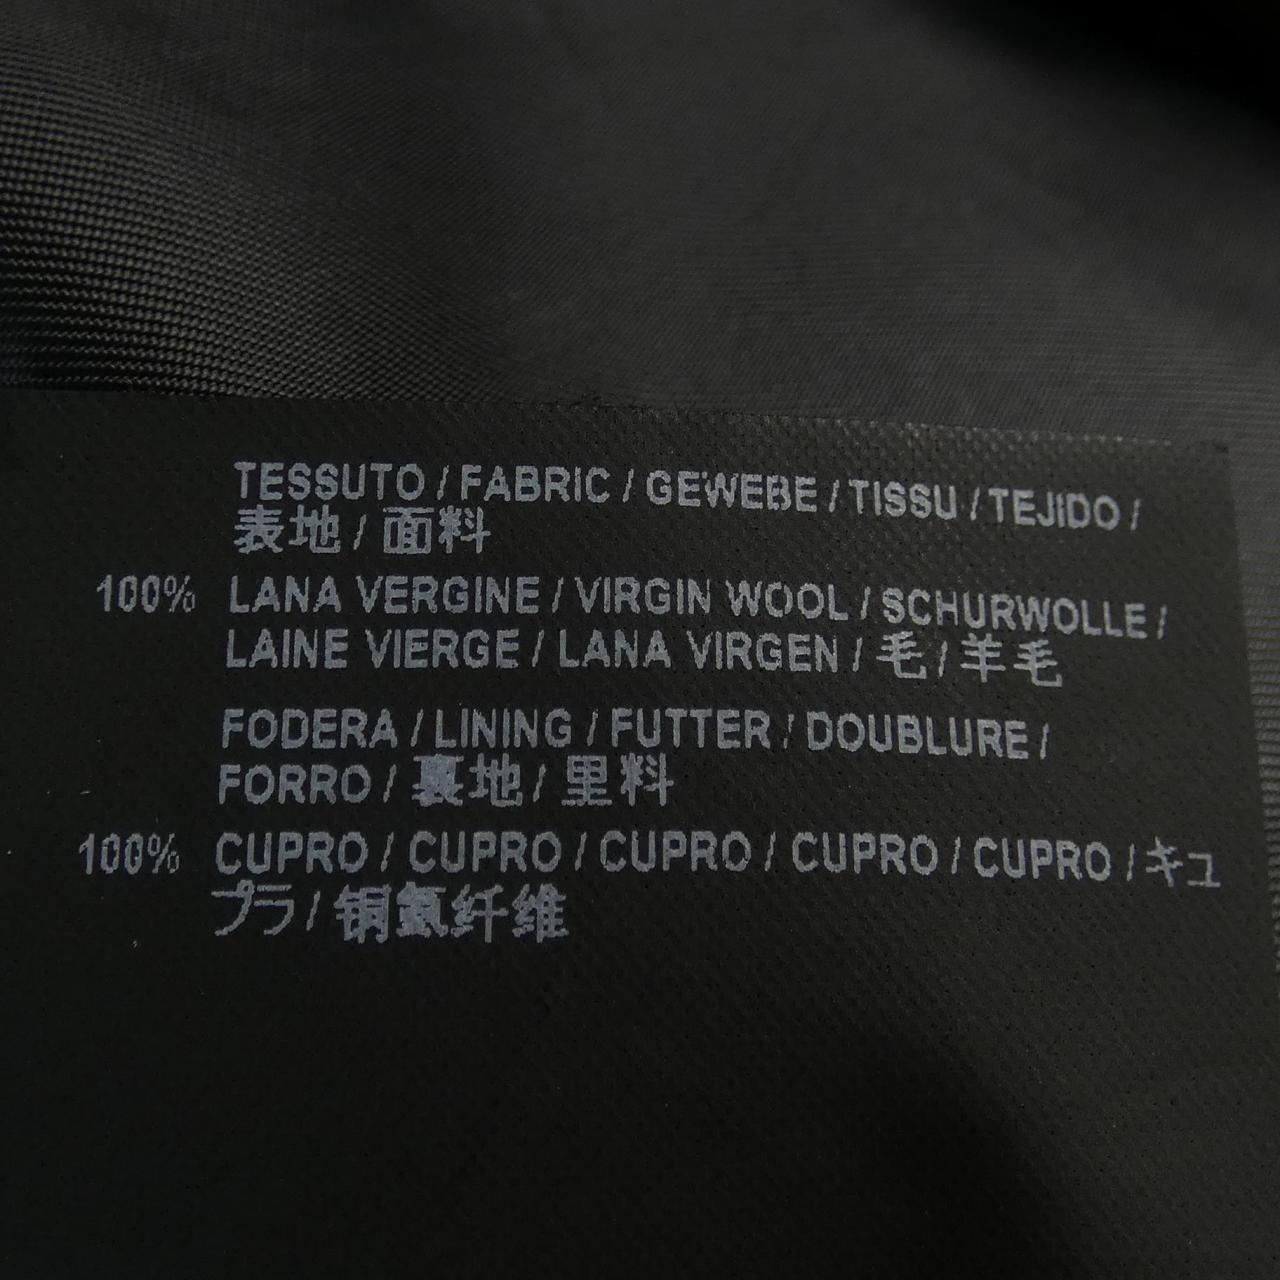 TESSUTO / FABRIC / GEWEBE / TISSU / TEJIDO /
表地 / 面料
100% LANA VERGINE / VIRGIN WOOL / SCHURWOLLE /
LAINE VIERGE / LANA VIRGEN / 毛 / 羊毛
FODERA / LINING / FUTTER / DOUBLURE /
FORRO / 裏地 / 里料
100% CUPRO / CUPRO / CUPRO / CUPRO / CUPRO / キュ
プラ / 铜氨纤维